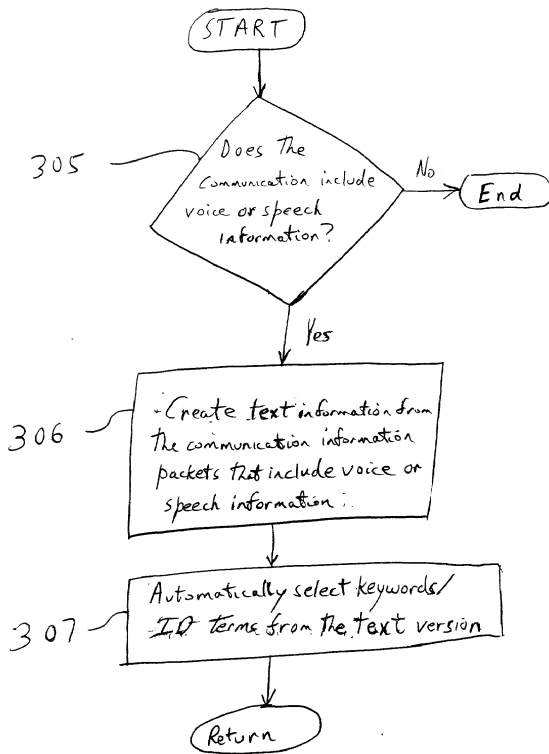 START
305
Does the
communication include
voice or speech
information?
No
End
Yes
306
Create text information from
the communication information
packets that include voice or
speech information.
307
Automatically select keywords/
ID terms from the text version
Return